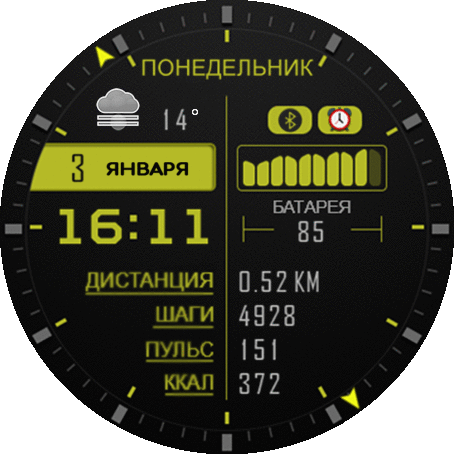 ПОНЕДЕЛЬНИК
14°
3 ЯНВАРЯ
16:11
БАТАРЕЯ
85
ДИСТАНЦИЯ 0.52 KM
ШАГИ 4928
ПУЛЬС 151
ККАЛ 372